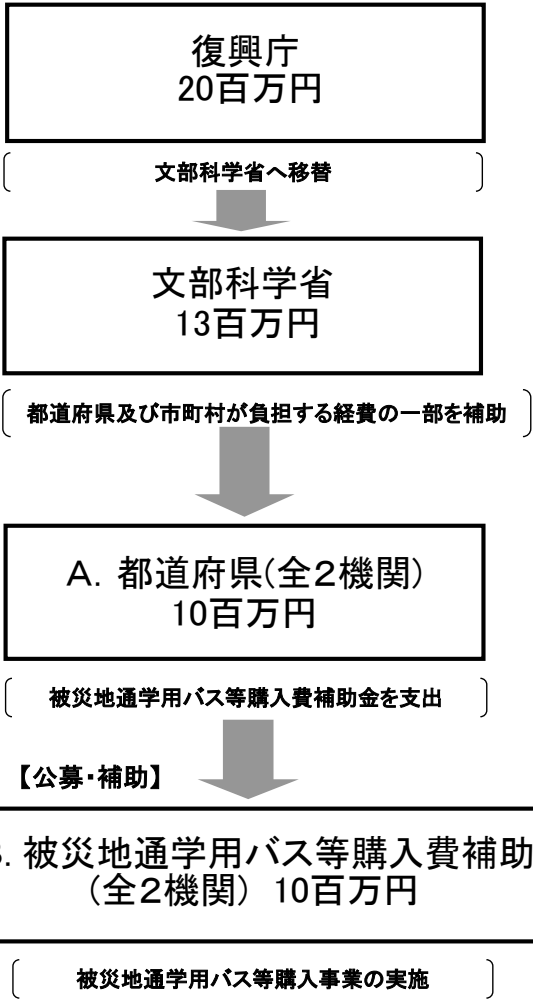 復興庁
20百万円
文部科学省へ移替
文部科学省
13百万円
都道府県及び市町村が負担する経費の一部を補助
A. 都道府県(全2機関)
10百万円
被災地通学用バス等購入費補助金を支出
【公募・補助】
. 被災地通学用バス等購入費補助
(全2機関) 10百万円
被災地通学用バス等購入事業の実施